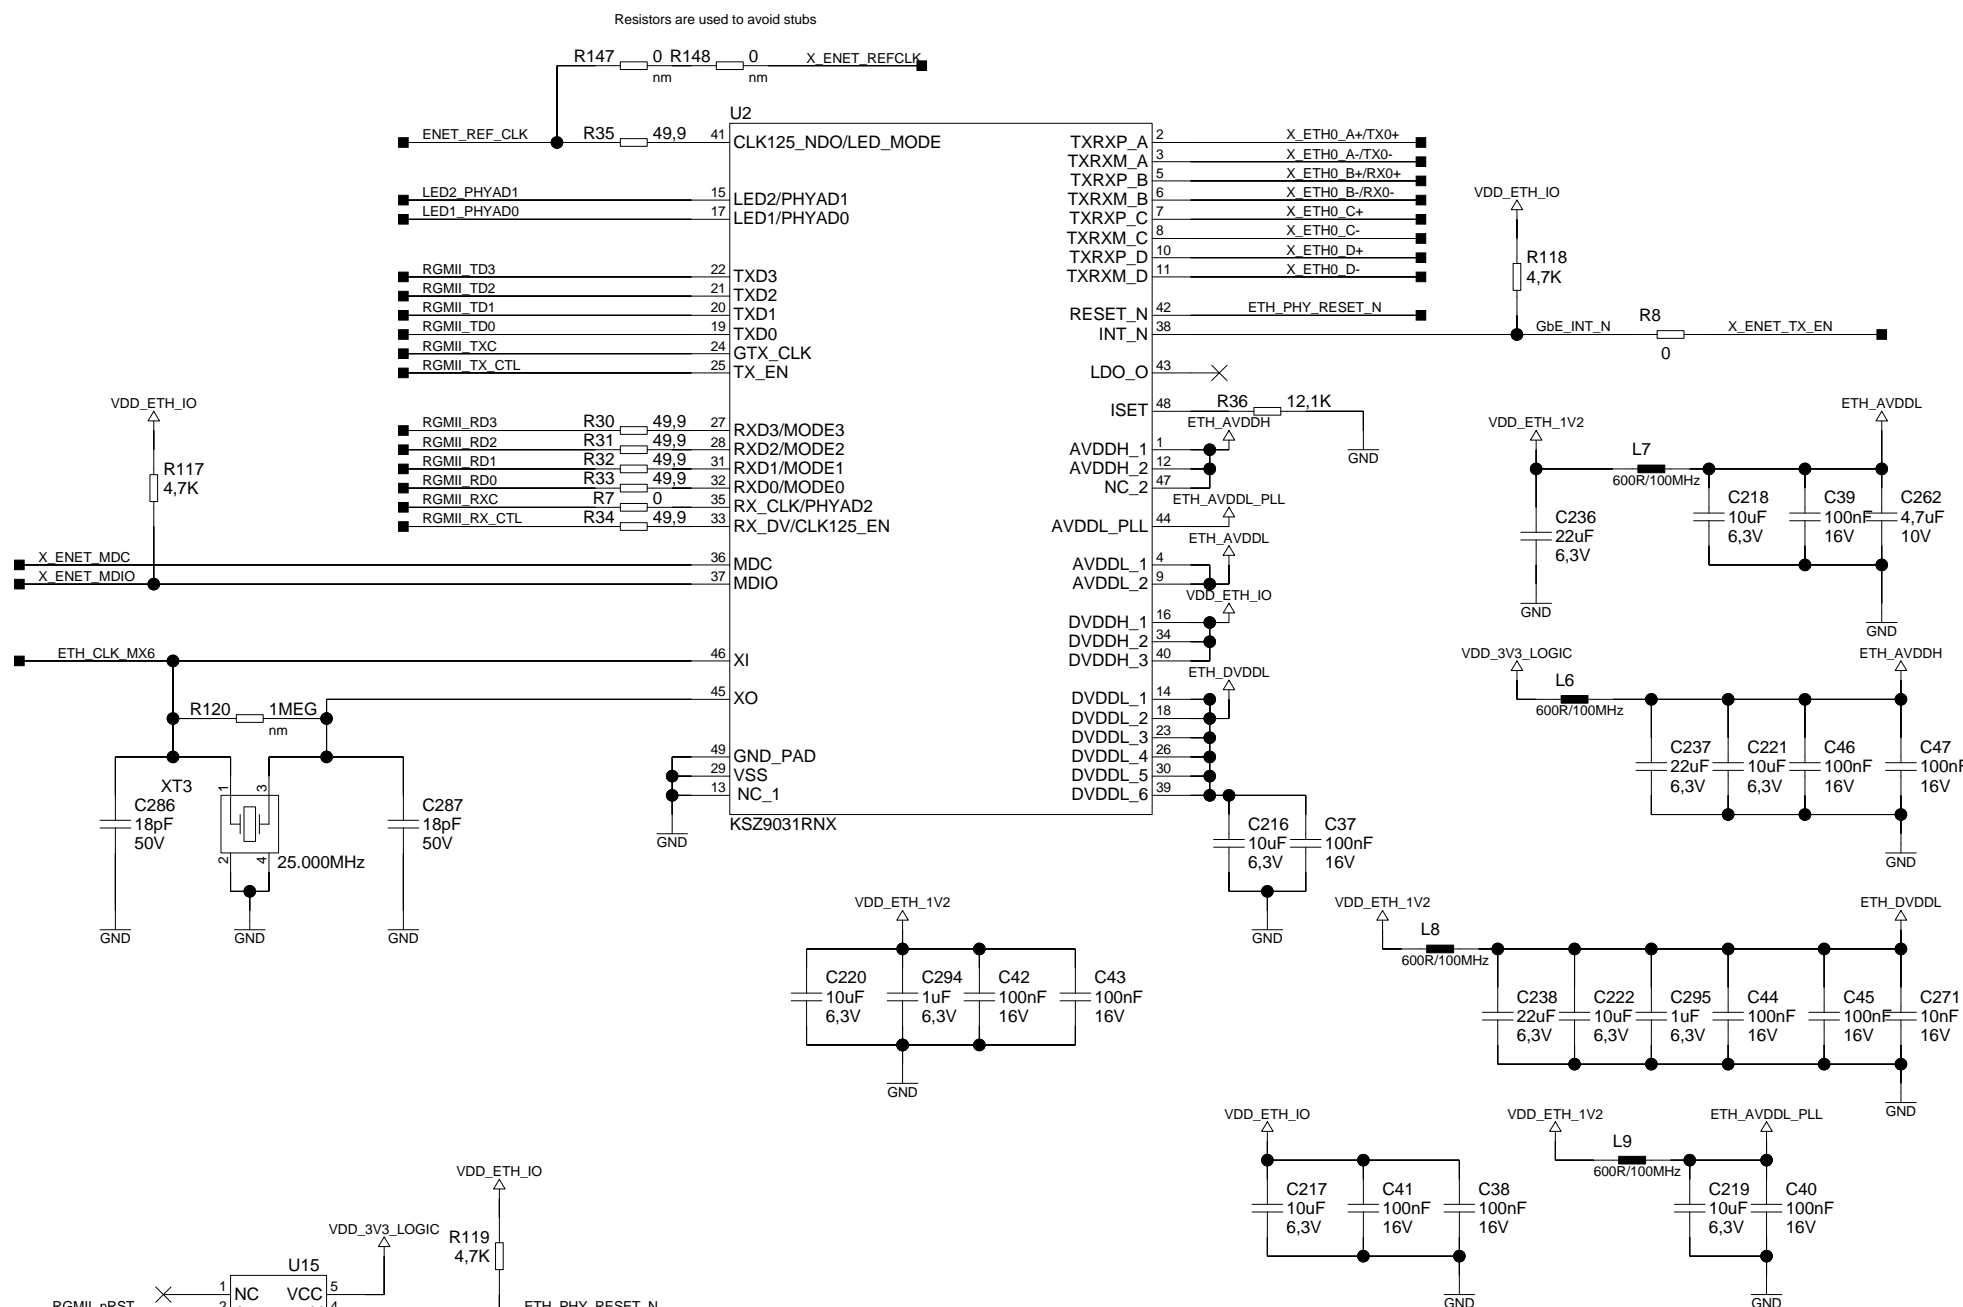 Resistors are used to avoid stubs
R147 0 R148 0 X_ENET_REFCLK
nm nm
U2
ENET_REF_CLK R35 49,9 41 CLK125_NDO/LED_MODE
LED2_PHYAD1 15 LED2/PHYAD1
LED1_PHYAD0 17 LED1/PHYAD0
RGMII_TD3 22 TXD3
RGMII_TD2 21 TXD2
RGMII_TD1 20 TXD1
RGMII_TD0 19 TXD0
RGMII_TXC 24 GTX_CLK
RGMII_TX_CTL 25 TX_EN
RGMII_RD3 R30 49,9 27 RXD3/MODE3
RGMII_RD2 R31 49,9 28 RXD2/MODE2
RGMII_RD1 R32 49,9 31 RXD1/MODE1
RGMII_RD0 R33 49,9 32 RXD0/MODE0
RGMII_RXC R7 0 35 RX_CLK/PHYAD2
RGMII_RX_CTL R34 49,9 33 RX_DV/CLK125_EN
VDD_ETH_IO
R117
4,7K
X_ENET_MDC 36 MDC
X_ENET_MDIO 37 MDIO
ETH_CLK_MX6 46 XI
45 XO
R120 1MEG
nm
49 GND_PAD
29 VSS
13 NC_1
GND
KSZ9031RNX
XT3
1 3
2 4
25.000MHz
C286
18pF
50V
C287
18pF
50V
GND GND GND
TXRXP_A 2 X_ETH0_A+/TX0+
TXRXM_A 3 X_ETH0_A-/TX0-
TXRXP_B 5 X_ETH0_B+/RX0+
TXRXM_B 6 X_ETH0_B-/RX0-
TXRXP_C 7 X_ETH0_C+
TXRXM_C 8 X_ETH0_C-
TXRXP_D 10 X_ETH0_D+
TXRXM_D 11 X_ETH0_D-
RESET_N 42 ETH_PHY_RESET_N
INT_N 38 GbE_INT_N R8 X_ENET_TX_EN
0
VDD_ETH_IO
R118
4,7K
LDO_O 43
ISET 48 R36 12,1K
GND
ETH_AVDDH
AVDDH_1 1
AVDDH_2 12
NC_2 47
ETH_AVDDL_PLL
AVDDL_PLL 44
ETH_AVDDL
AVDDL_1 4
AVDDL_2 9
VDD_ETH_IO
DVDDH_1 16
DVDDH_2 34
DVDDH_3 40
ETH_DVDDL
DVDDL_1 14
DVDDL_2 18
DVDDL_3 23
DVDDL_4 26
DVDDL_5 30
DVDDL_6 39
C216 C37
10uF 100nF
6,3V 16V
GND
VDD_ETH_1V2 ETH_AVDDL
L7
600R/100MHz
C236
22uF
6,3V
C218 C39 C262
10uF 100nF 4,7uF
6,3V 16V 10V
GND GND
VDD_3V3_LOGIC ETH_AVDDH
L6
600R/100MHz
C237 C221 C46 C47
22uF 10uF 100nF 100nF
6,3V 6,3V 16V 16V
GND
VDD_ETH_1V2 ETH_DVDDL
L8
600R/100MHz
C238 C222 C295 C44 C45 C271
22uF 10uF 1uF 100nF 100nF 10nF
6,3V 6,3V 6,3V 16V 16V 16V
GND
VDD_ETH_1V2
C220 C294 C42 C43
10uF 1uF 100nF 100nF
6,3V 6,3V 16V 16V
GND
VDD_ETH_IO
C217 C41 C38
10uF 100nF 100nF
6,3V 16V 16V
GND
VDD_ETH_1V2 ETH_AVDDL_PLL
L9
600R/100MHz
C219 C40
10uF 100nF
6,3V 16V
GND
VDD_ETH_IO
R119
4,7K
VDD_3V3_LOGIC
U15
1 NC VCC 5
RGMII_nRST 2 4 ETH_PHY_RESET_N